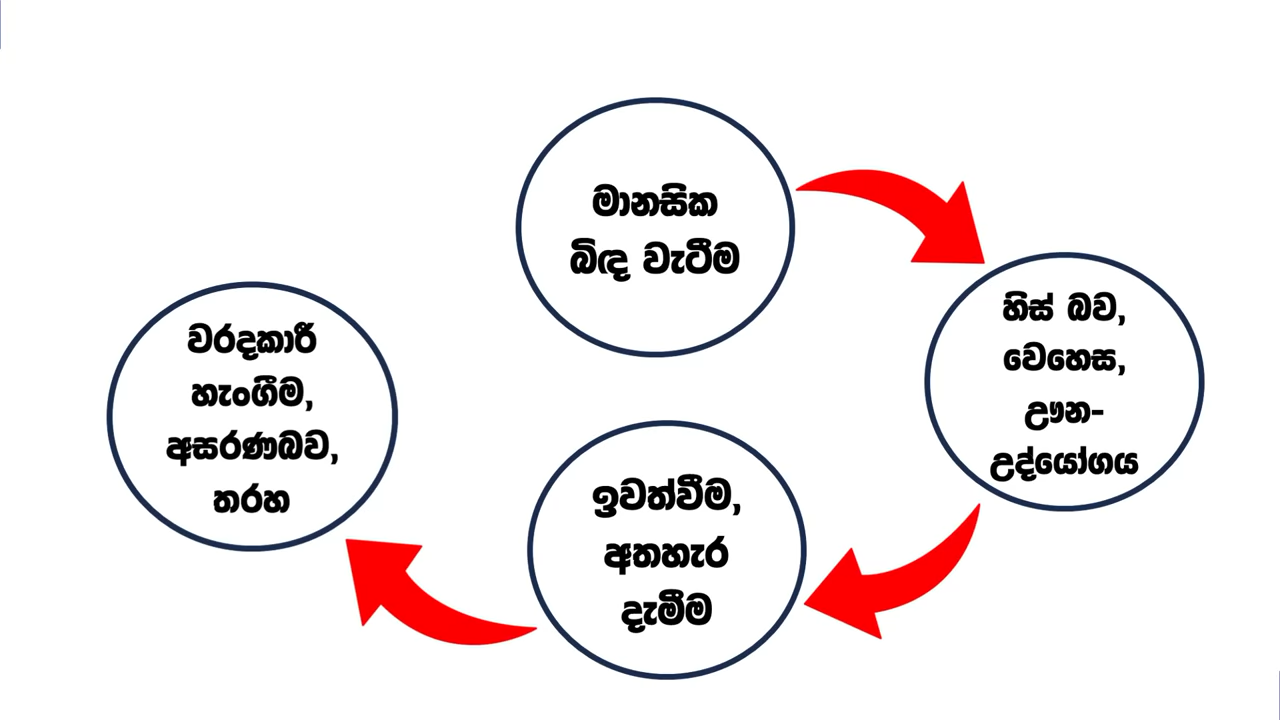 මානසික
බිඳ වැටීම
හිස් බව,
වෙහෙස,
ඌන-
උද්යෝගය
ඉවත්වීම,
අතහැර
දැමීම
වරදකාරී
හැංගීම,
අසරණබව,
තරහ